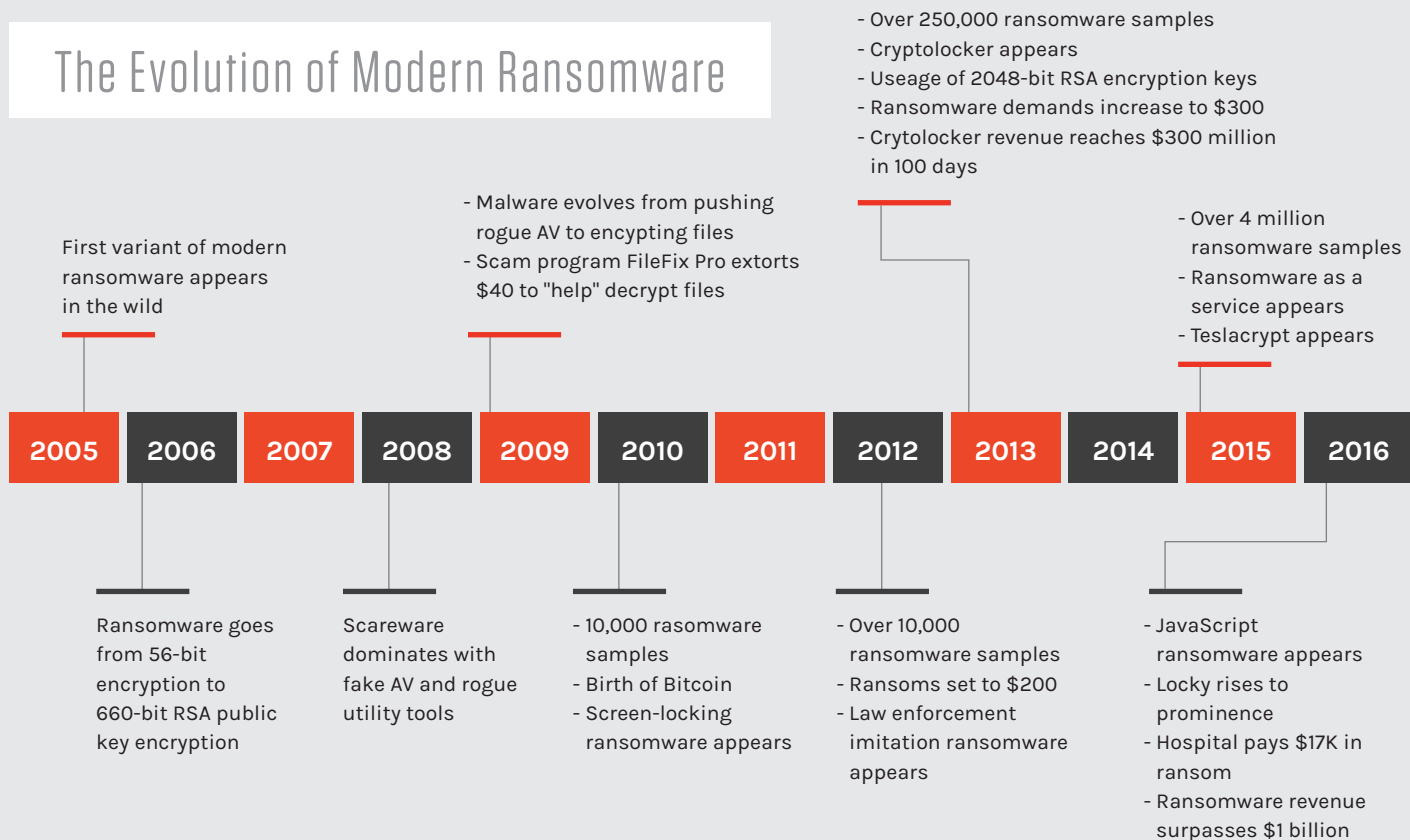 The Evolution of Modern Ransomware
- Over 250,000 ransomware samples
- Cryptolocker appears
- Useage of 2048-bit RSA encryption keys
- Ransomware demands increase to $300
- Crytolocker revenue reaches $300 million
in 100 days
First variant of modern
ransomware appears
in the wild
- Malware evolves from pushing
rogue AV to encypting files
- Scam program FileFix Pro extorts
$40 to "help" decrypt files
- Over 4 million
ransomware samples
- Ransomware as a
service appears
- Teslacrypt appears
2005 2006 2007 2008 2009 2010 2011 2012 2013 2014 2015 2016
Ransomware goes
from 56-bit
encryption to
660-bit RSA public
key encryption
Scareware
dominates with
fake AV and rogue
utility tools
- 10,000 rasomware
samples
- Birth of Bitcoin
- Screen-locking
ransomware appears
- Over 10,000
ransomware samples
- Ransoms set to $200
- Law enforcement
imitation ransomware
appears
- JavaScript
ransomware appears
- Locky rises to
prominence
- Hospital pays $17K in
ransom
- Ransomware revenue
surpasses $1 billion